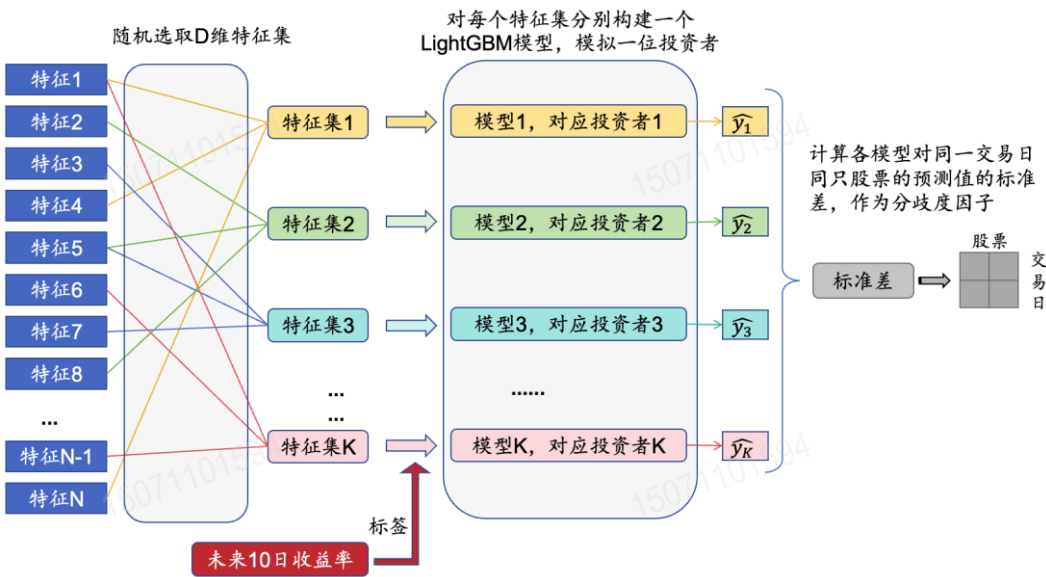 随机选取D维特征集
对每个特征集分别构建一个
LightGBM模型，模拟一位投资者
特征1
特征2
特征3
特征4
特征5
特征6
特征7
特征8
...
特征N-1
特征N
特征集1
特征集2
特征集3
...
...
特征集K
模型1，对应投资者1
模型2，对应投资者2
模型3，对应投资者3
......
模型K，对应投资者K
标签
未来10日收益率
ŷ₁
ŷ₂
ŷ₃
ŷ_K
计算各模型对同一交易日
同只股票的预测值的标准
差，作为分歧度因子
标准差
股票
交
易
日
15071101594
15071101594
15071101594
15071101594